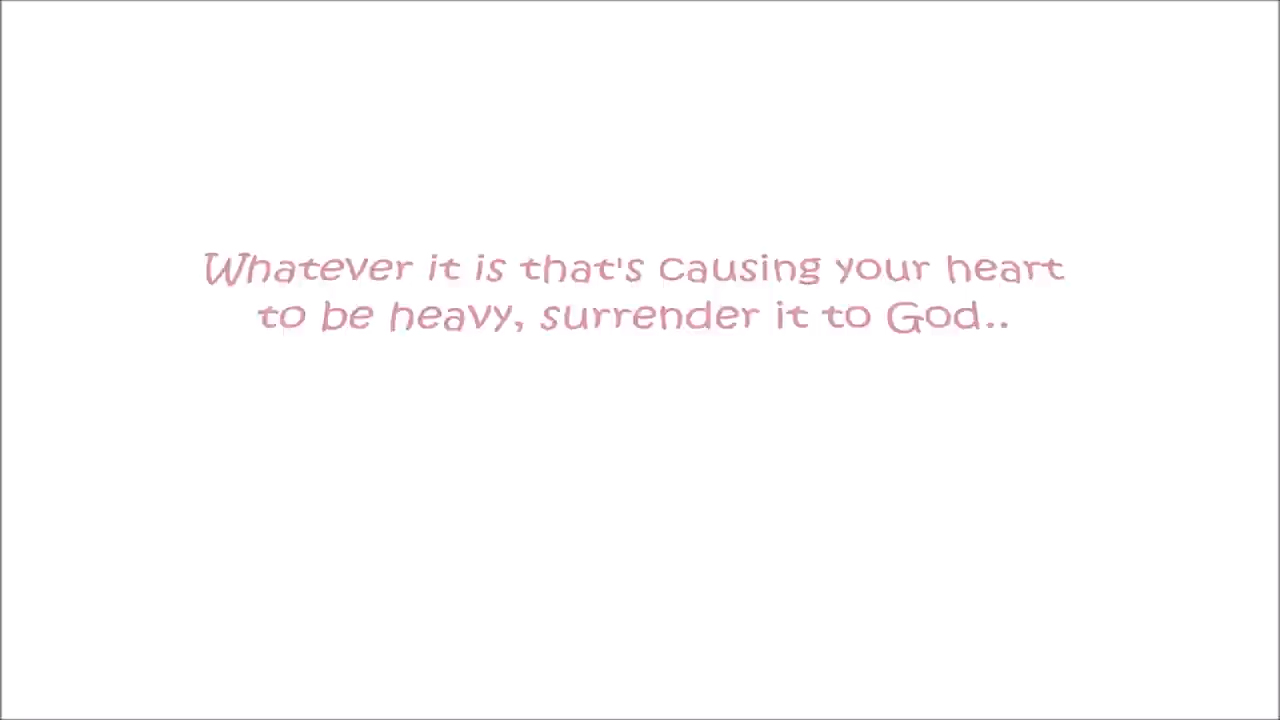 Whatever it is that's causing your heart
to be heavy, surrender it to God..